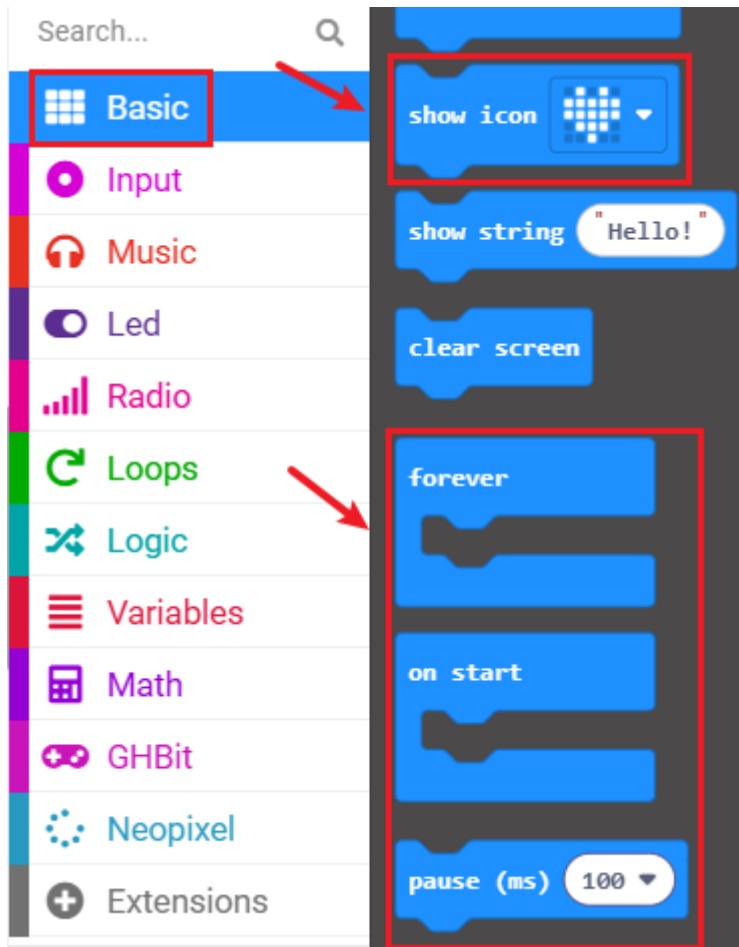 Search...
Basic
Input
Music
Led
Radio
Loops
Logic
Variables
Math
GHBit
Neopixel
Extensions
show icon
show string "Hello!"
clear screen
forever
on start
pause (ms) 100